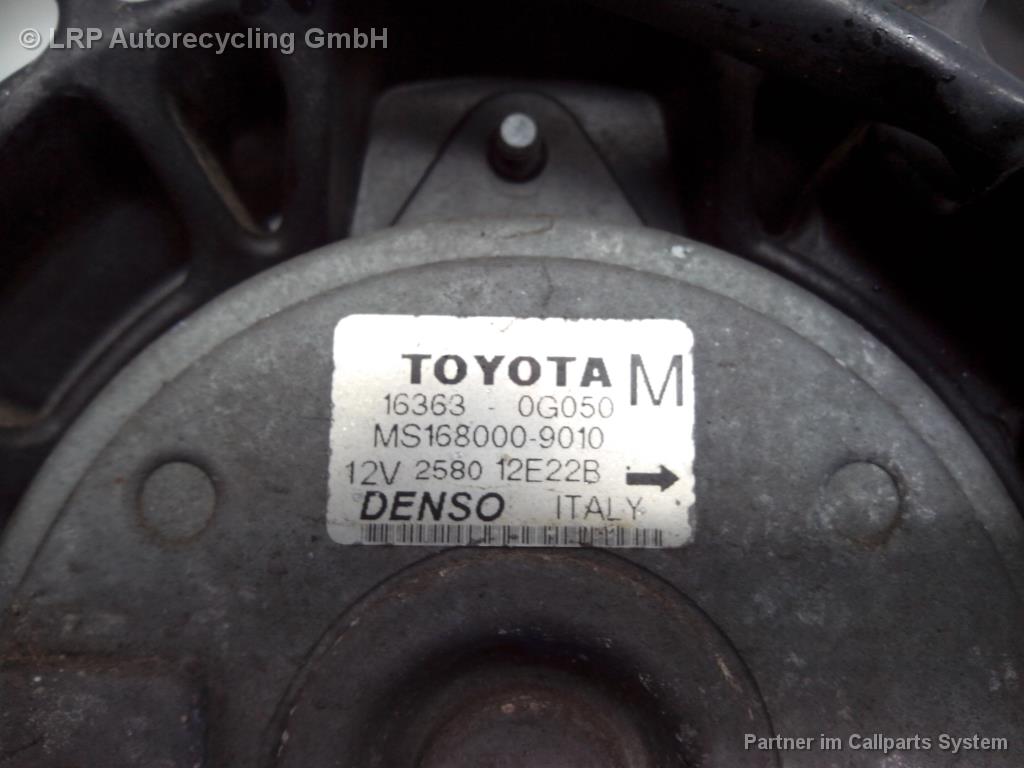 © LRP Autorecycling GmbH
TOYOTA M
16363 - 0G050
MS168000-9010
12V 2580 12E22B →
DENSO ITALY
Partner im Callparts System